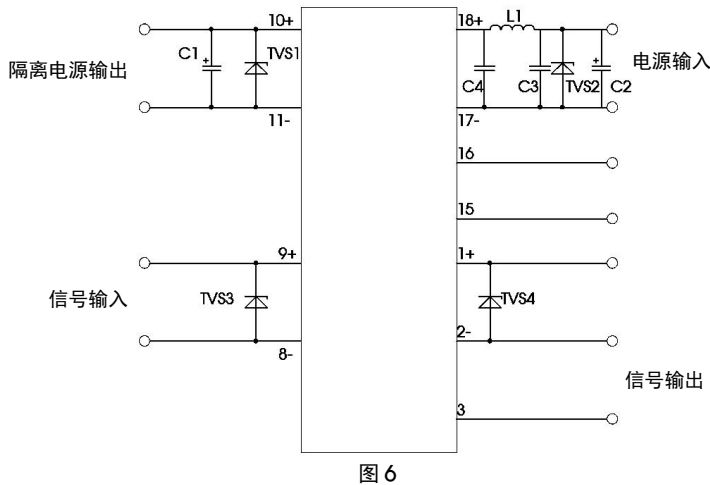 10+
18+
L1
C1
+
TVS1
C4
C3
TVS2
+
C2
隔离电源输出
电源输入
11-
17-
16
15
9+
1+
信号输入
TVS3
TVS4
8-
2-
信号输出
3
图 6